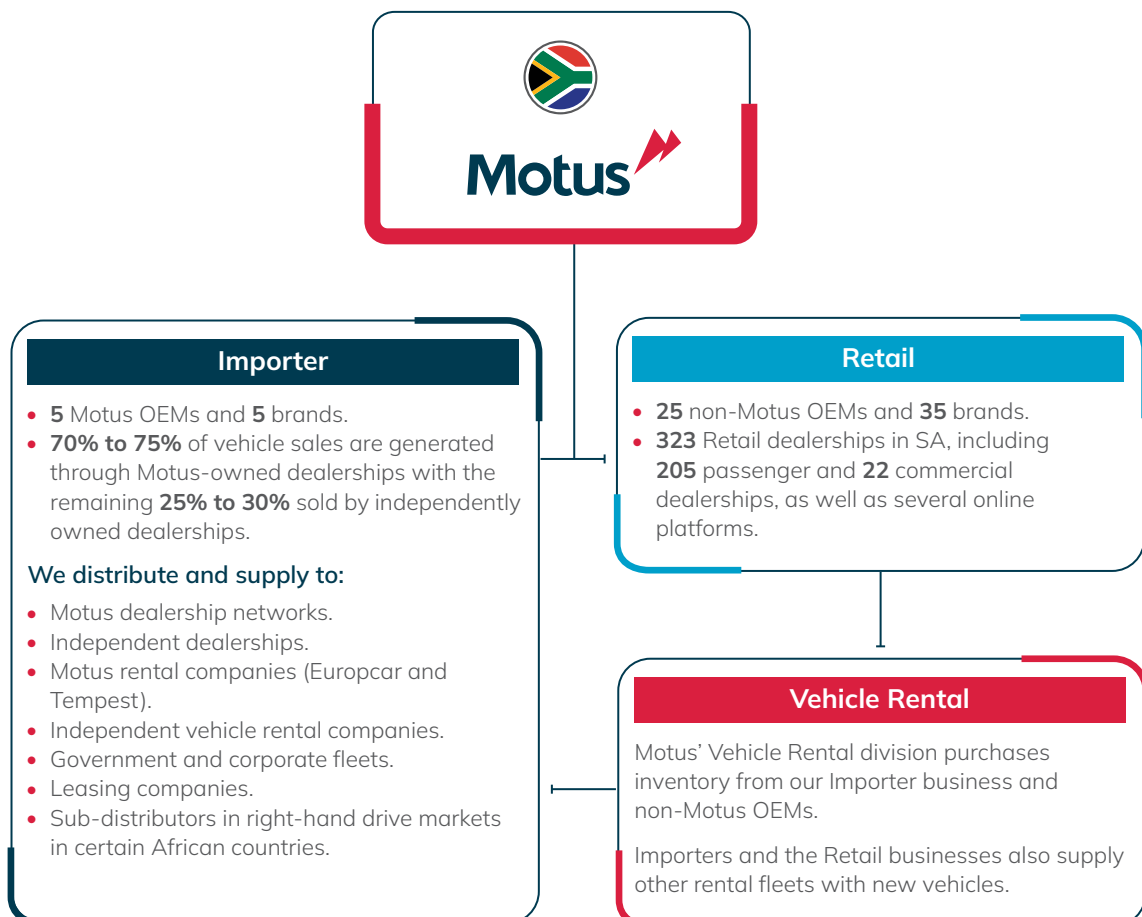 Motus
Importer
• 5 Motus OEMs and 5 brands.
• 70% to 75% of vehicle sales are generated
through Motus-owned dealerships with the
remaining 25% to 30% sold by independently
owned dealerships.
We distribute and supply to:
• Motus dealership networks.
• Independent dealerships.
• Motus rental companies (Europcar and
Tempest).
• Independent vehicle rental companies.
• Government and corporate fleets.
• Leasing companies.
• Sub-distributors in right-hand drive markets
in certain African countries.
Retail
• 25 non-Motus OEMs and 35 brands.
• 323 Retail dealerships in SA, including
205 passenger and 22 commercial
dealerships, as well as several online
platforms.
Vehicle Rental
Motus’ Vehicle Rental division purchases
inventory from our Importer business and
non-Motus OEMs.
Importers and the Retail businesses also supply
other rental fleets with new vehicles.